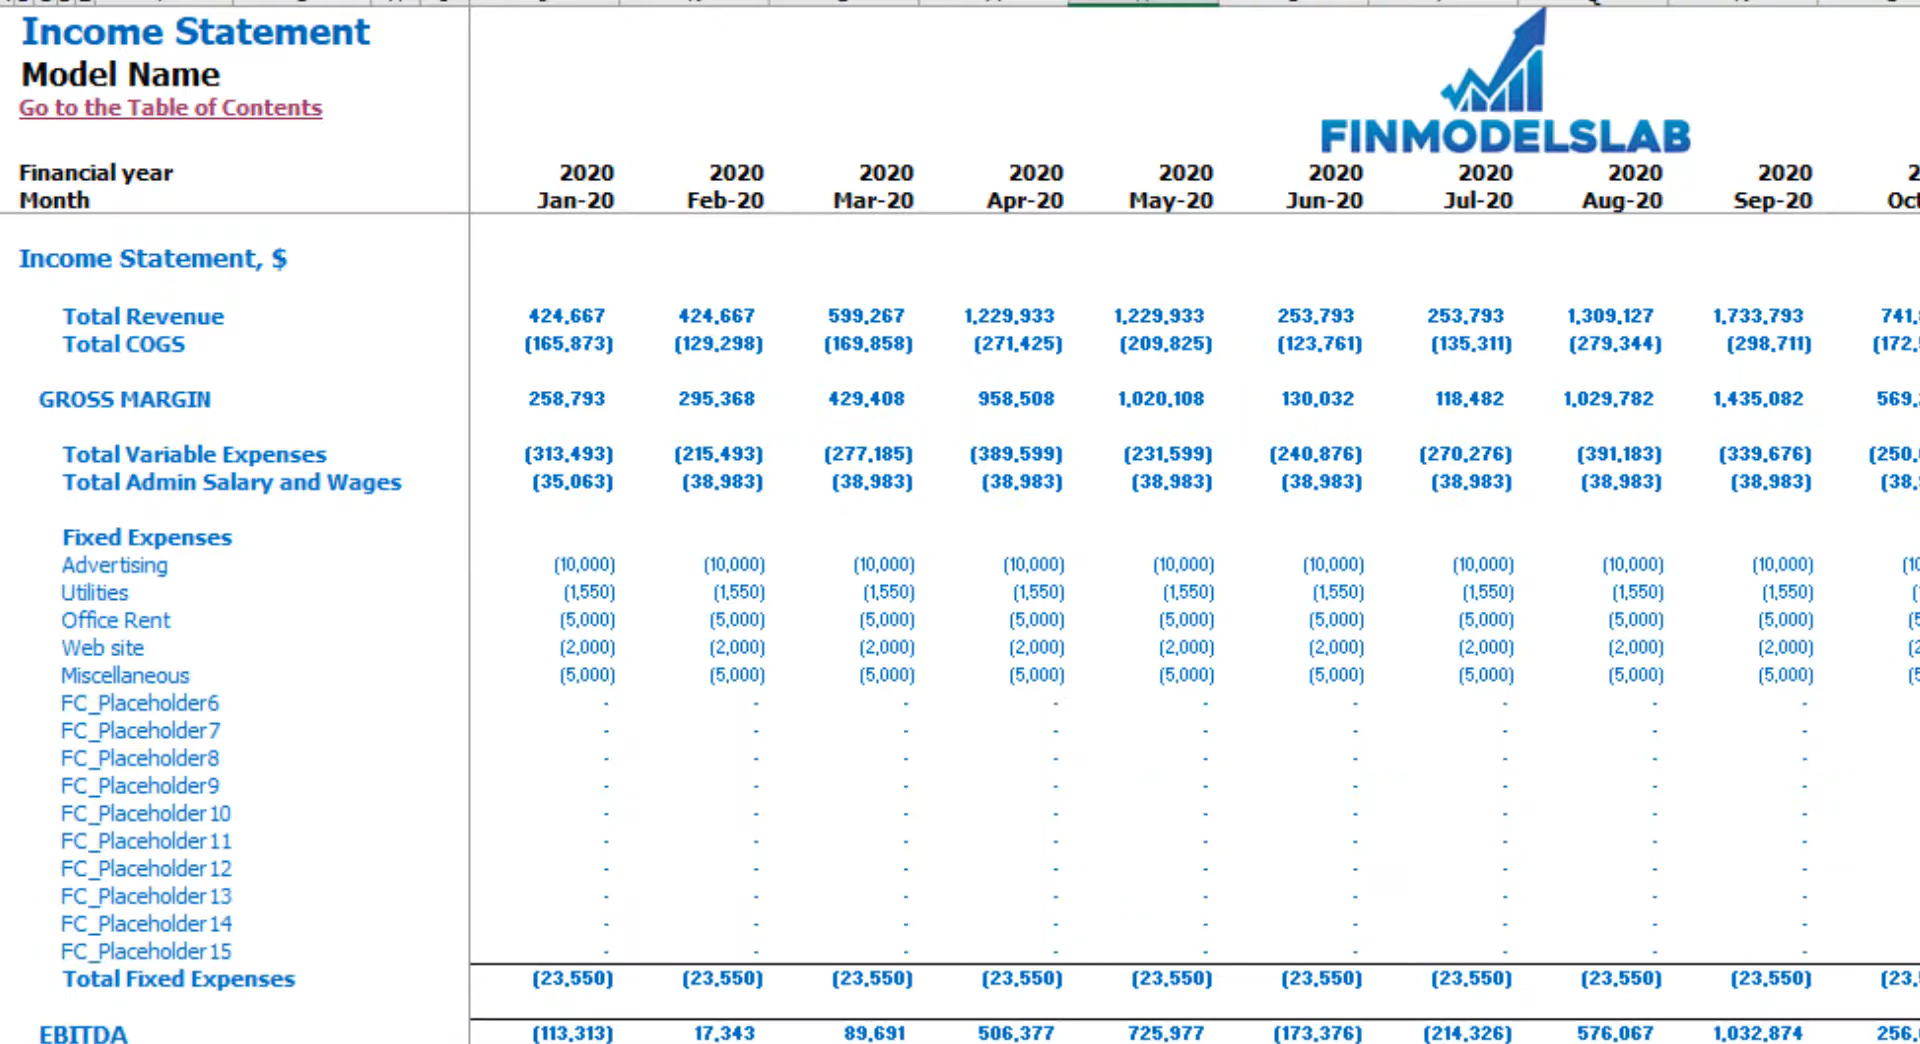 Income Statement
Model Name
Go to the Table of Contents
FINMODELSLAB
Financial year 2020 2020 2020 2020 2020 2020 2020 2020 2020
Month Jan-20 Feb-20 Mar-20 Apr-20 May-20 Jun-20 Jul-20 Aug-20 Sep-20 Oct
Income Statement, $
Total Revenue 424,667 424,667 599,267 1,229,933 1,229,933 253,793 253,793 1,309,127 1,733,793 741,
Total COGS (165,873) (129,298) (169,858) (271,425) (209,825) (123,761) (135,311) (279,344) (298,711) (172,
GROSS MARGIN 258,793 295,368 429,408 958,508 1,020,108 130,032 118,482 1,029,782 1,435,082 569,
Total Variable Expenses (313,493) (215,493) (277,185) (389,599) (231,599) (240,876) (270,276) (391,183) (339,676) (250,
Total Admin Salary and Wages (35,063) (38,983) (38,983) (38,983) (38,983) (38,983) (38,983) (38,983) (38,983) (38,
Fixed Expenses
Advertising (10,000) (10,000) (10,000) (10,000) (10,000) (10,000) (10,000) (10,000) (10,000) (10
Utilities (1,550) (1,550) (1,550) (1,550) (1,550) (1,550) (1,550) (1,550) (1,550) (
Office Rent (5,000) (5,000) (5,000) (5,000) (5,000) (5,000) (5,000) (5,000) (5,000) (5
Web site (2,000) (2,000) (2,000) (2,000) (2,000) (2,000) (2,000) (2,000) (2,000) (2
Miscellaneous (5,000) (5,000) (5,000) (5,000) (5,000) (5,000) (5,000) (5,000) (5,000) (5
FC_Placeholder6 - - - - - - - - -
FC_Placeholder7 - - - - - - - - -
FC_Placeholder8 - - - - - - - - -
FC_Placeholder9 - - - - - - - - -
FC_Placeholder10 - - - - - - - - -
FC_Placeholder11 - - - - - - - - -
FC_Placeholder12 - - - - - - - - -
FC_Placeholder13 - - - - - - - - -
FC_Placeholder14 - - - - - - - - -
FC_Placeholder15 - - - - - - - - -
Total Fixed Expenses (23,550) (23,550) (23,550) (23,550) (23,550) (23,550) (23,550) (23,550) (23,550) (23,
EBITDA (113,313) 17,343 89,691 506,377 725,977 (173,376) (214,326) 576,067 1,032,874 256,